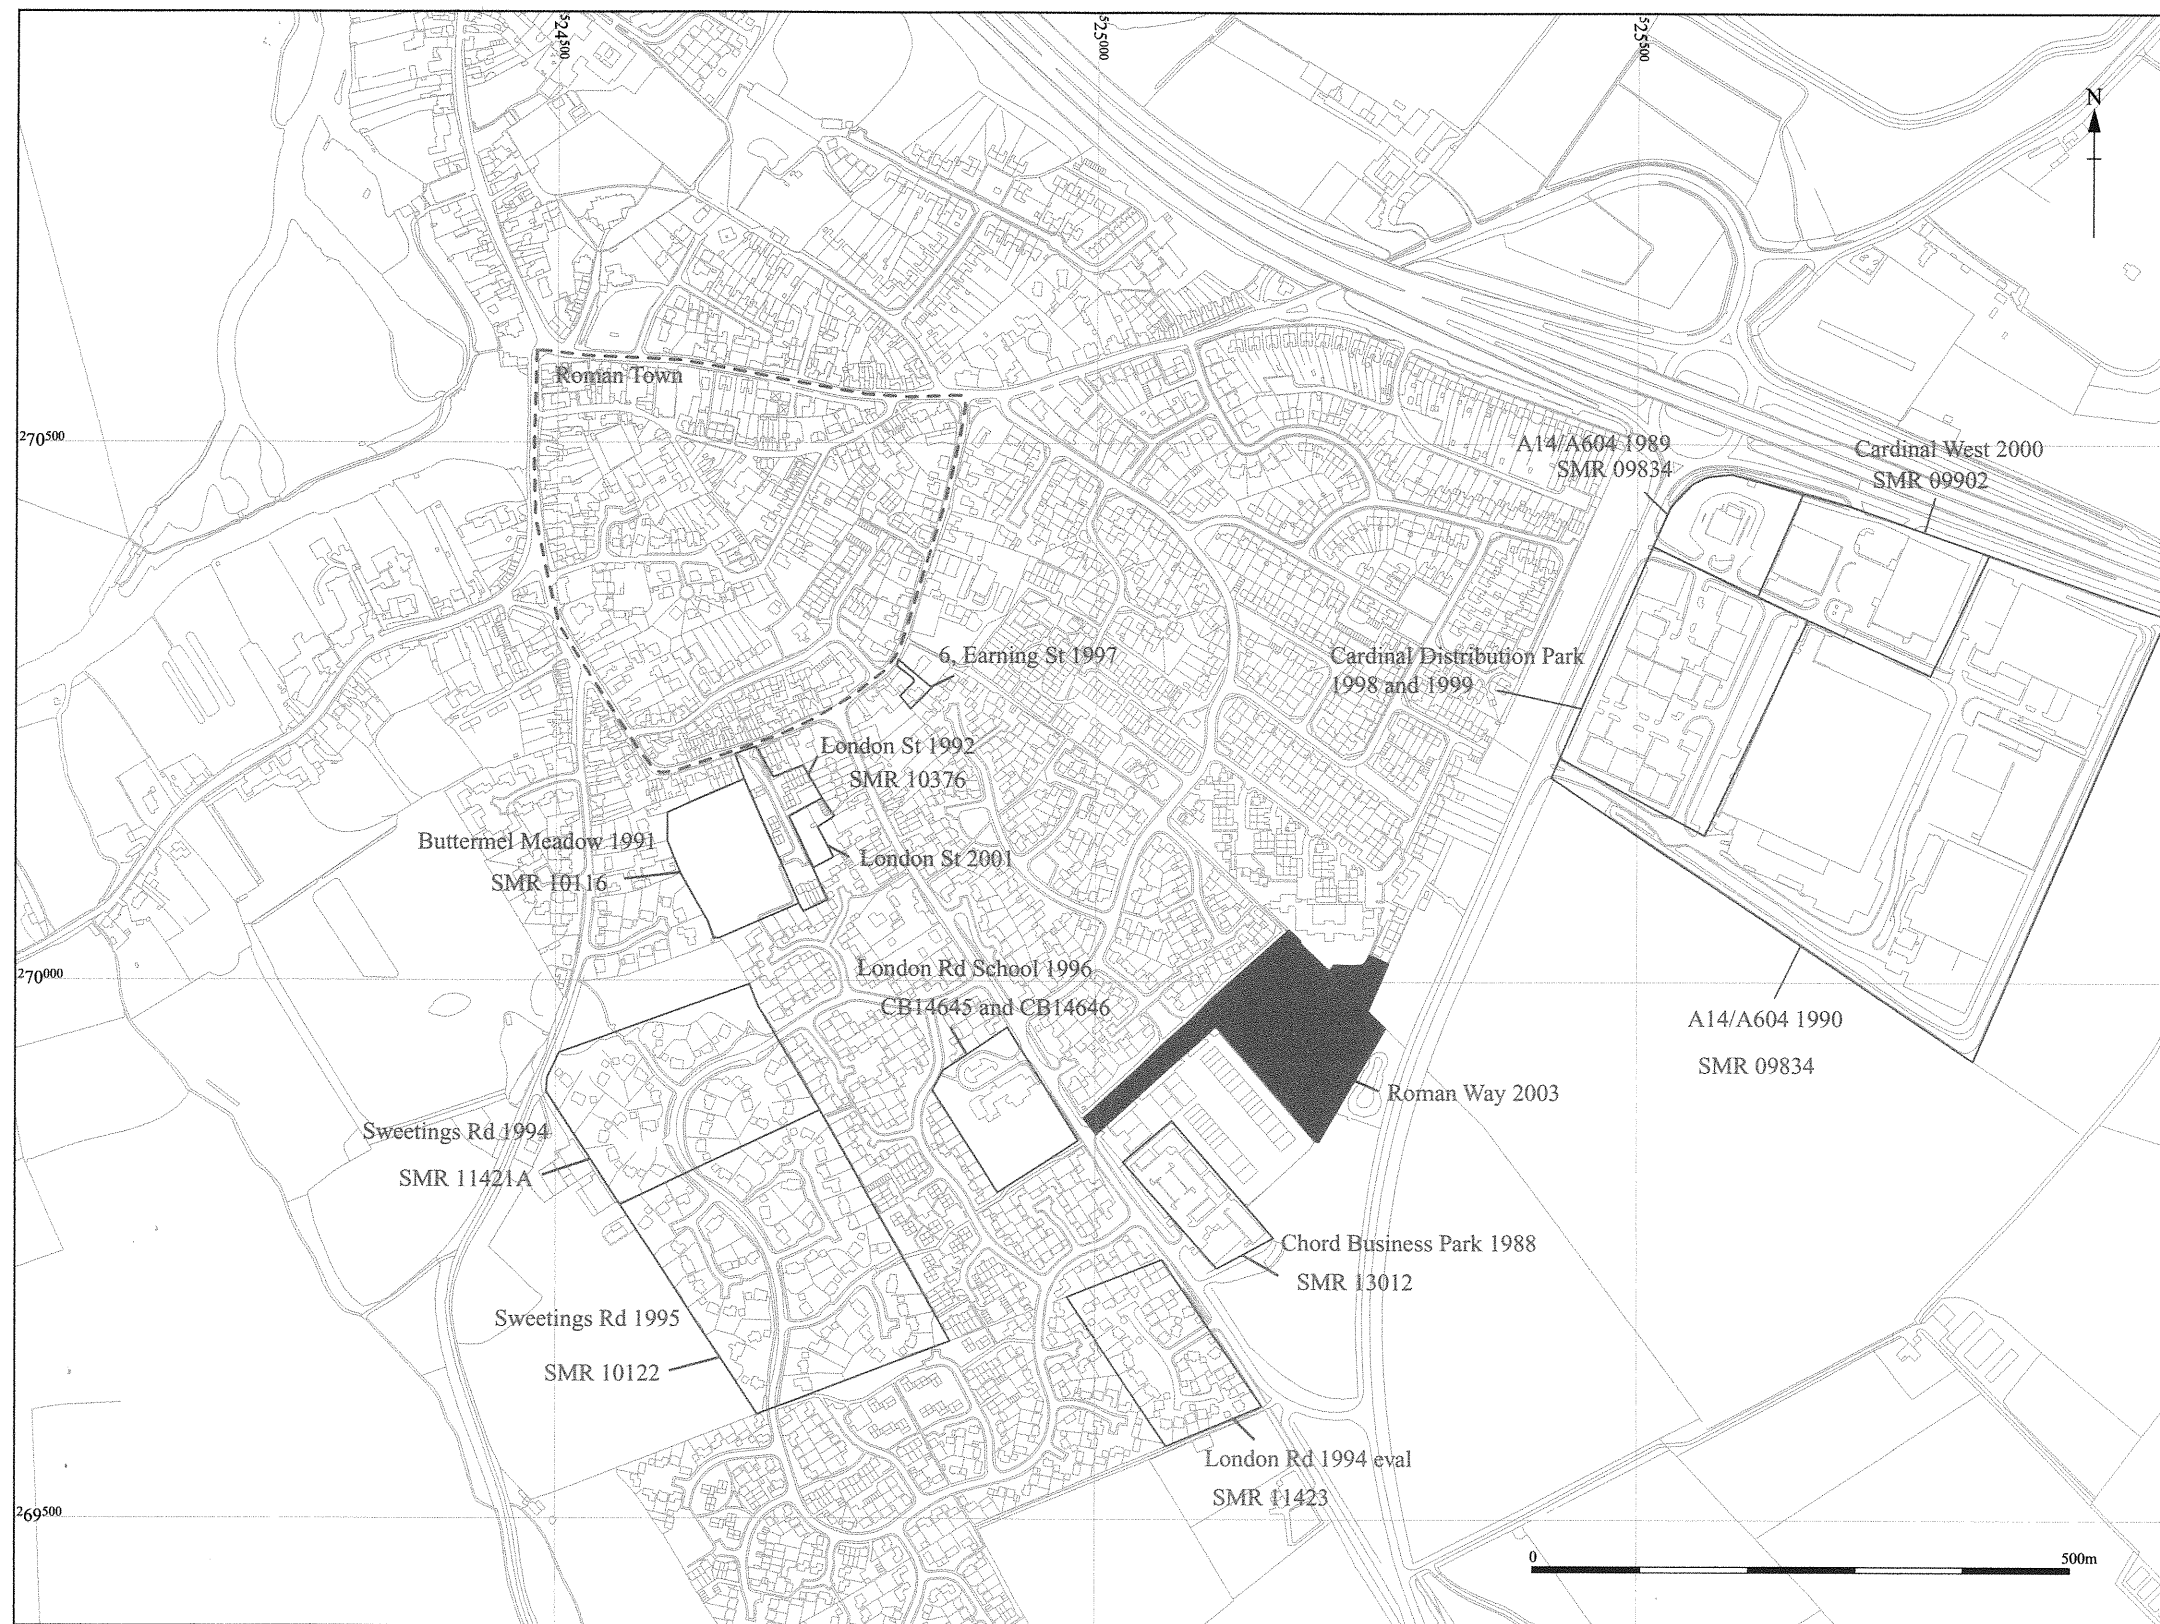 524500
525000
525500
N
Roman Town
270500
A14/A604 1989
SMR 09834
Cardinal West 2000
SMR 09902
6, Earning St 1997
Cardinal Distribution Park
1998 and 1999
London St 1992
SMR 10376
Buttermel Meadow 1991
SMR 10116
London St 2001
270000
London Rd School 1996
CB14645 and CB14646
A14/A604 1990
SMR 09834
Roman Way 2003
Sweetings Rd 1994
SMR 11421A
Chord Business Park 1988
SMR 13012
Sweetings Rd 1995
SMR 10122
London Rd 1994 eval
SMR 11423
269500
0 500m